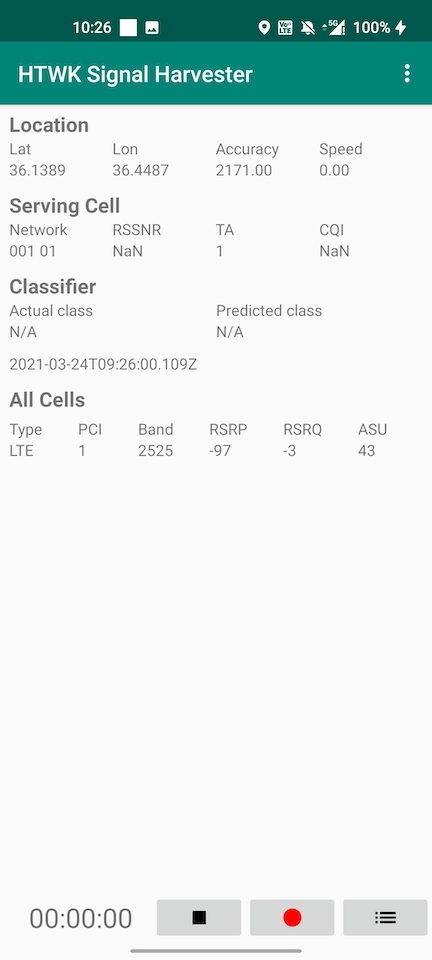 10:26 VoLTE 5G 100%
HTWK Signal Harvester
Location
Lat Lon Accuracy Speed
36.1389 36.4487 2171.00 0.00
Serving Cell
Network RSSNR TA CQI
001 01 NaN 1 NaN
Classifier
Actual class Predicted class
N/A N/A
2021-03-24T09:26:00.109Z
All Cells
Type PCI Band RSRP RSRQ ASU
LTE 1 2525 -97 -3 43
00:00:00